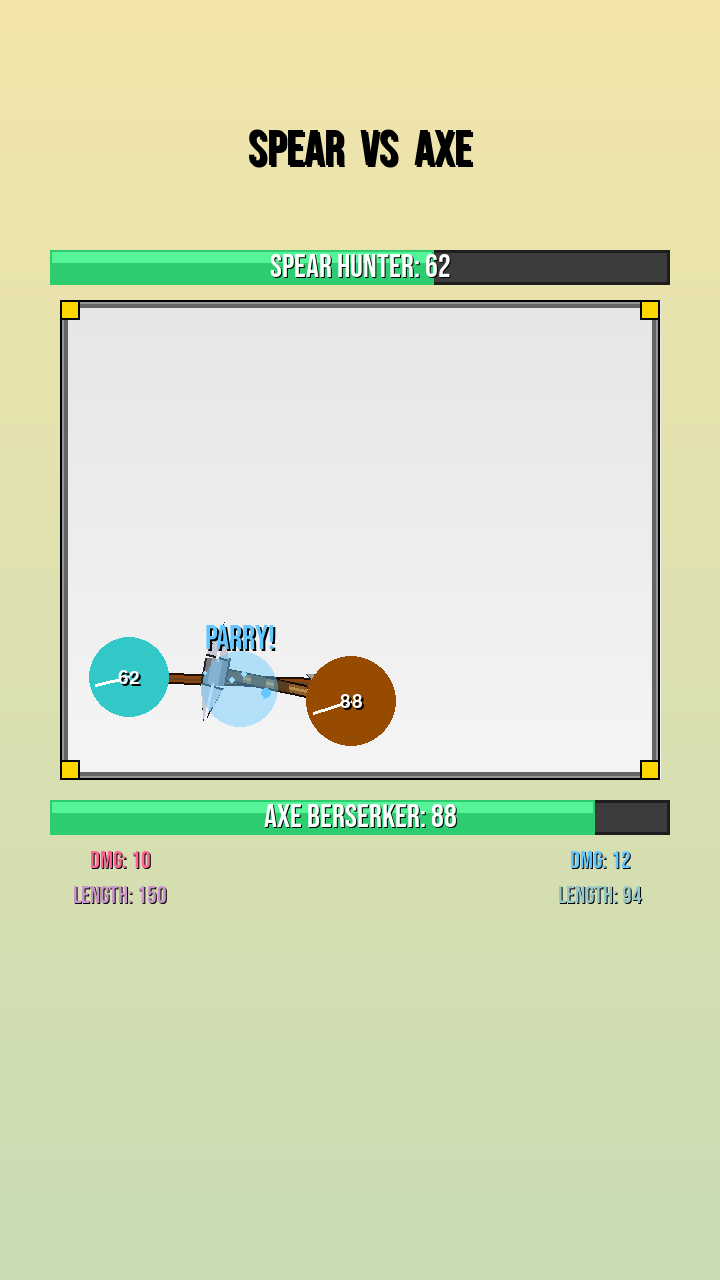 SPEAR VS AXE
SPEAR HUNTER: 62
PARRY!
62
88
AXE BERSERKER: 88
DMG: 10
DMG: 12
LENGTH: 150
LENGTH: 94